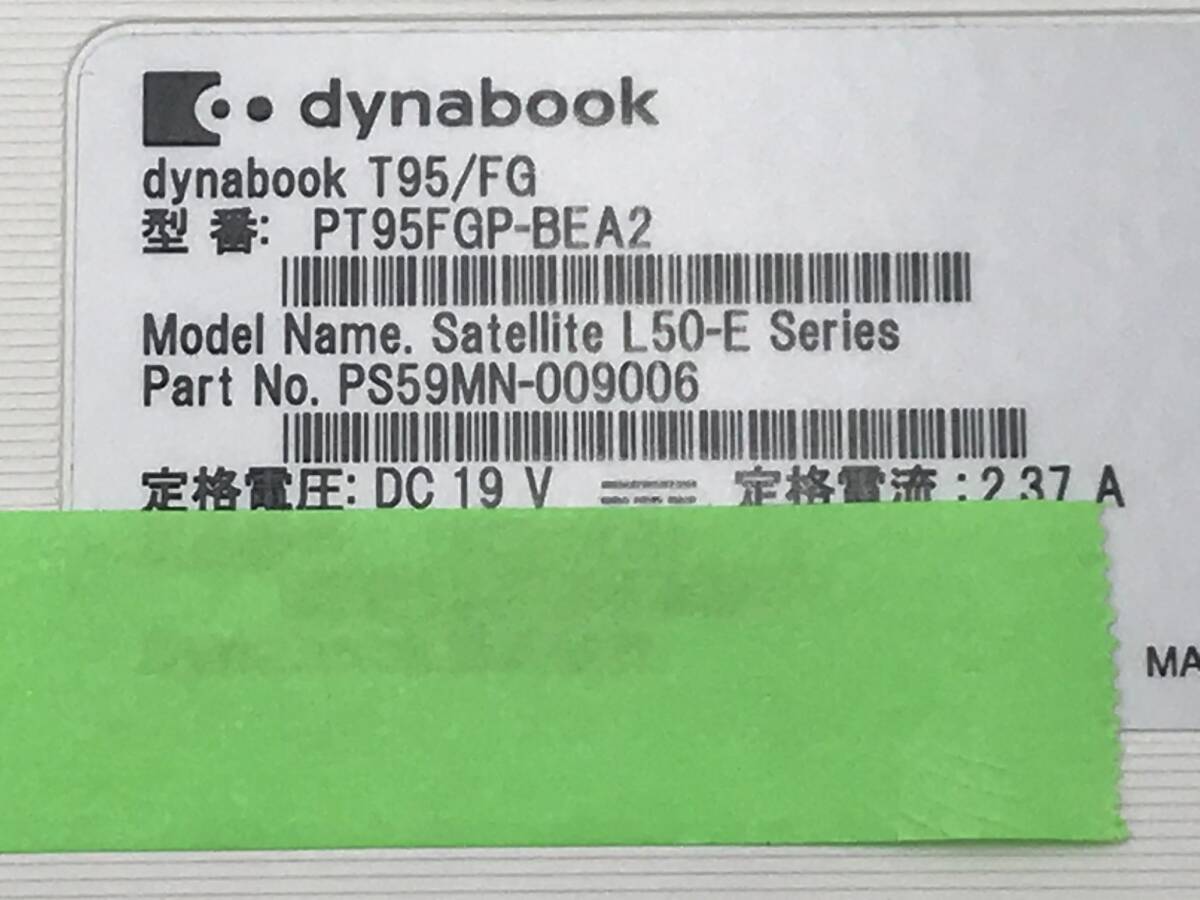 dynabook
dynabook T95/FG
型 番: PT95FGP-BEA2
Model Name. Satellite L50-E Series
Part No. PS59MN-009006
定格電圧: DC 19 V 定格電流 : 2.37 A
MA